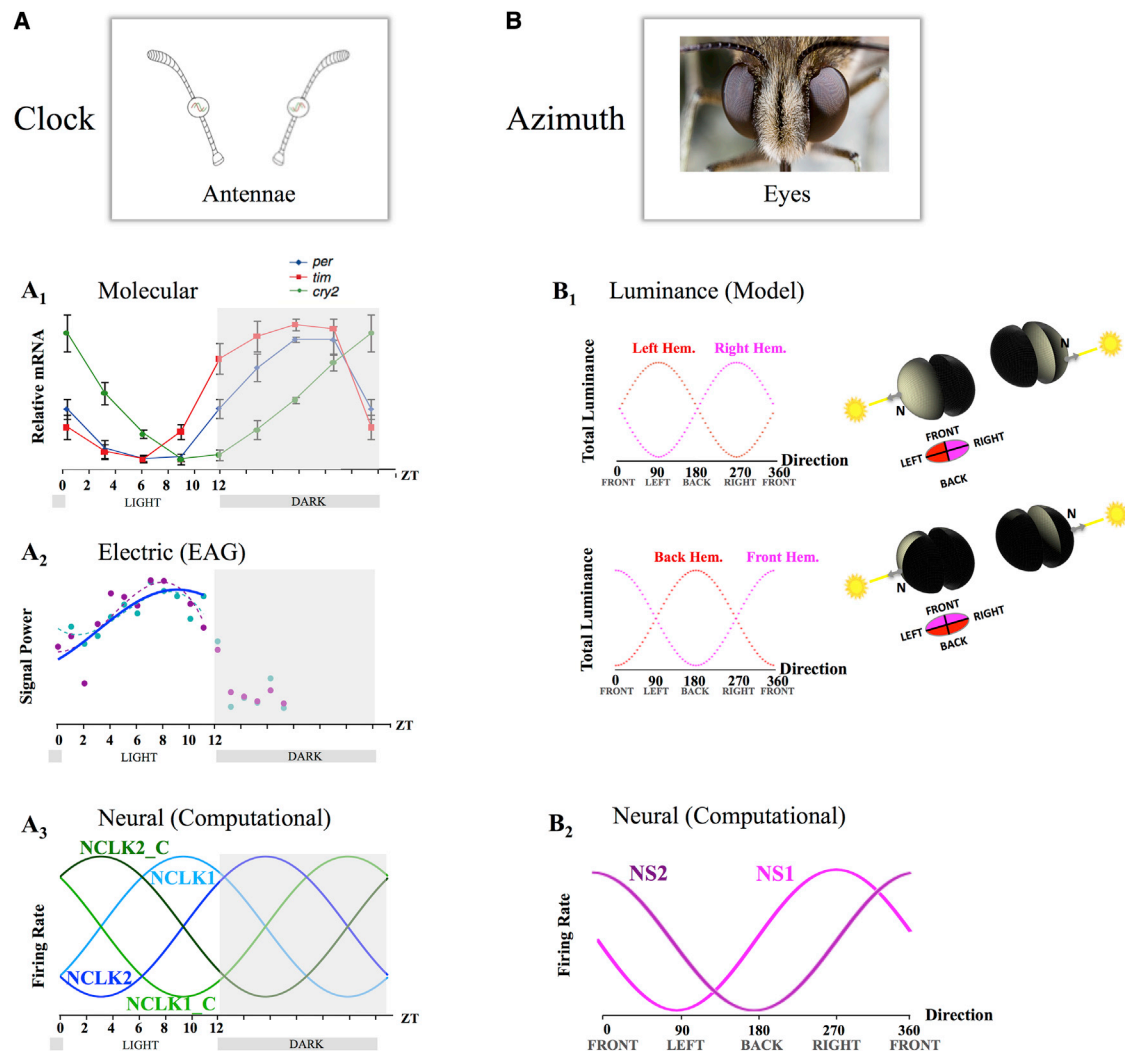 A
Clock
Antennae
A1 Molecular
per
tim
cry2
Relative mRNA
0 2 4 6 8 10 12 ZT
LIGHT DARK
A2 Electric (EAG)
Signal Power
0 2 4 6 8 10 12 ZT
LIGHT DARK
A3 Neural (Computational)
NCLK2_C
NCLK1
NCLK2
NCLK1_C
Firing Rate
0 2 4 6 8 10 12 ZT
LIGHT DARK
B
Azimuth
Eyes
B1 Luminance (Model)
Left Hem. Right Hem.
Total Luminance
0 90 180 270 360 Direction
FRONT LEFT BACK RIGHT FRONT
N
N
FRONT
LEFT RIGHT
BACK
Back Hem. Front Hem.
Total Luminance
0 90 180 270 360 Direction
FRONT LEFT BACK RIGHT FRONT
N
N
FRONT
LEFT RIGHT
BACK
B2 Neural (Computational)
NS2 NS1
Firing Rate
0 90 180 270 360 Direction
FRONT LEFT BACK RIGHT FRONT